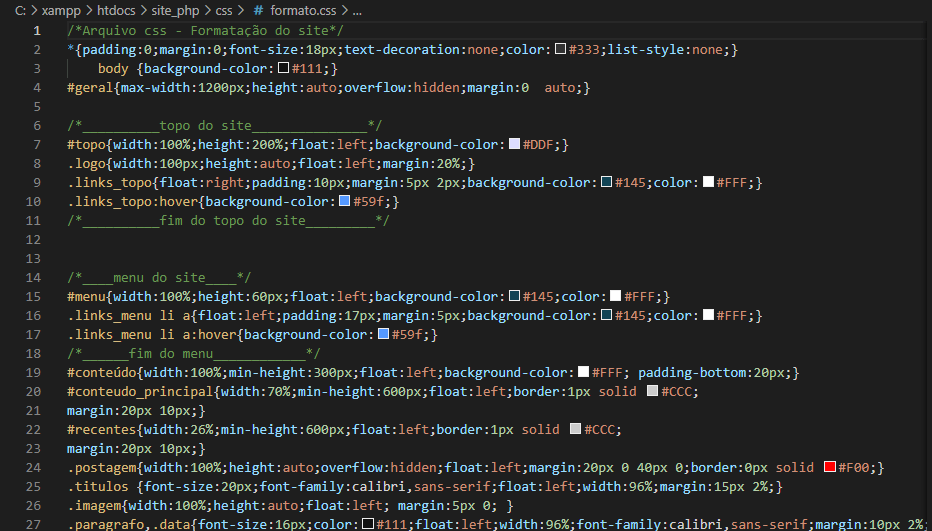 C: > xampp > htdocs > site_php > css > # formato.css > ...
1 /*Arquivo css - Formatação do site*/
2 *{padding:0;margin:0;font-size:18px;text-decoration:none;color:#333;list-style:none;}
3 body {background-color:#111;}
4 #geral{max-width:1200px;height:auto;overflow:hidden;margin:0  auto;}
5
6 /*__________topo do site_______________*/
7 #topo{width:100%;height:200%;float:left;background-color:#DDF;}
8 .logo{width:100px;height:auto;float:left;margin:20%;}
9 .links_topo{float:right;padding:10px;margin:5px 2px;background-color:#145;color:#FFF;}
10 .links_topo:hover{background-color:#59f;}
11 /*__________fim do topo do site_________*/
12
13
14 /*____menu do site____*/
15 #menu{width:100%;height:60px;float:left;background-color:#145;color:#FFF;}
16 .links_menu li a{float:left;padding:17px;margin:5px;background-color:#145;color:#FFF;}
17 .links_menu li a:hover{background-color:#59f;}
18 /*______fim do menu____________*/
19 #conteúdo{width:100%;min-height:300px;float:left;background-color:#FFF; padding-bottom:20px;}
20 #conteudo_principal{width:70%;min-height:600px;float:left;border:1px solid #CCC;
21 margin:20px 10px;}
22 #recentes{width:26%;min-height:600px;float:left;border:1px solid #CCC;
23 margin:20px 10px;}
24 .postagem{width:100%;height:auto;overflow:hidden;float:left;margin:20px 0 40px 0;border:0px solid #F00;}
25 .titulos {font-size:20px;font-family:calibri,sans-serif;float:left;width:96%;margin:15px 2%;}
26 .imagem{width:100%;height:auto;float:left; margin:5px 0; }
27 .paragrafo,.data{font-size:16px;color:#111;float:left;width:96%;font-family:calibri,sans-serif;margin:10px 2%;